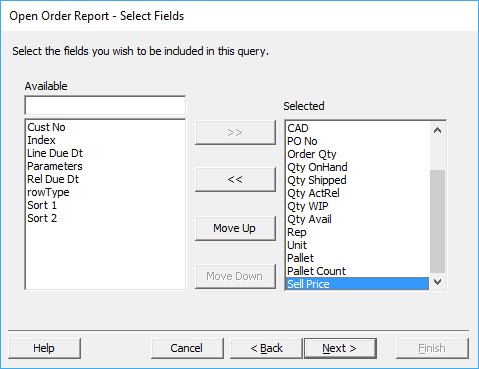 Open Order Report - Select Fields
Select the fields you wish to be included in this query.
Available
Cust No
Index
Line Due Dt
Parameters
Rel Due Dt
rowType
Sort 1
Sort 2
>>
<<
Move Up
Move Down
Selected
CAD
PO No
Order Qty
Qty OnHand
Qty Shipped
Qty ActRel
Qty WIP
Qty Avail
Rep
Unit
Pallet
Pallet Count
Sell Price
Help
Cancel
< Back
Next >
Finish